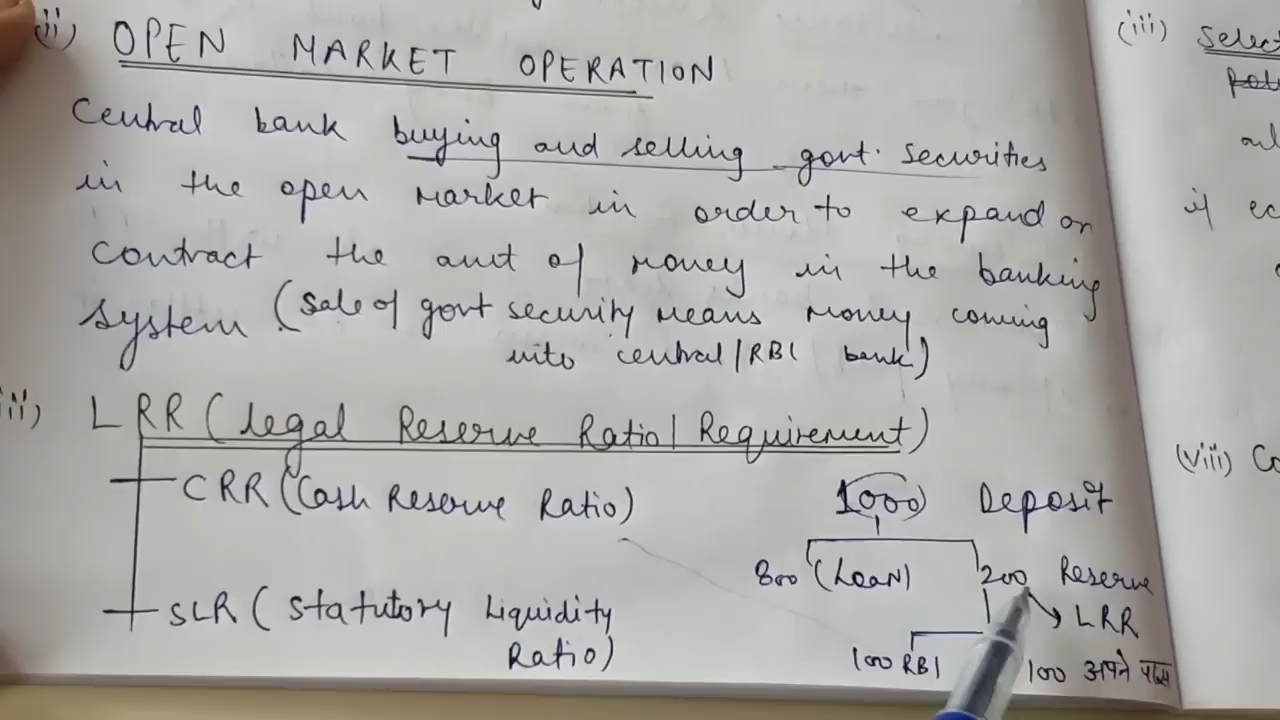 (ii) OPEN MARKET OPERATION
Central bank buying and selling govt. securities
in the open market in order to expand or
contract the amt of money in the banking
system (sale of govt security means money coming
into central/RBI bank)
iii) LRR (Legal Reserve Ratio/Requirement)
CRR (Cash Reserve Ratio)
SLR (Statutory Liquidity
Ratio)
1000 Deposit
800 (Loan) 200 Reserve
LRR
100 RBI 100 अपने पास
(iii) Select
if ec
(viii) Co